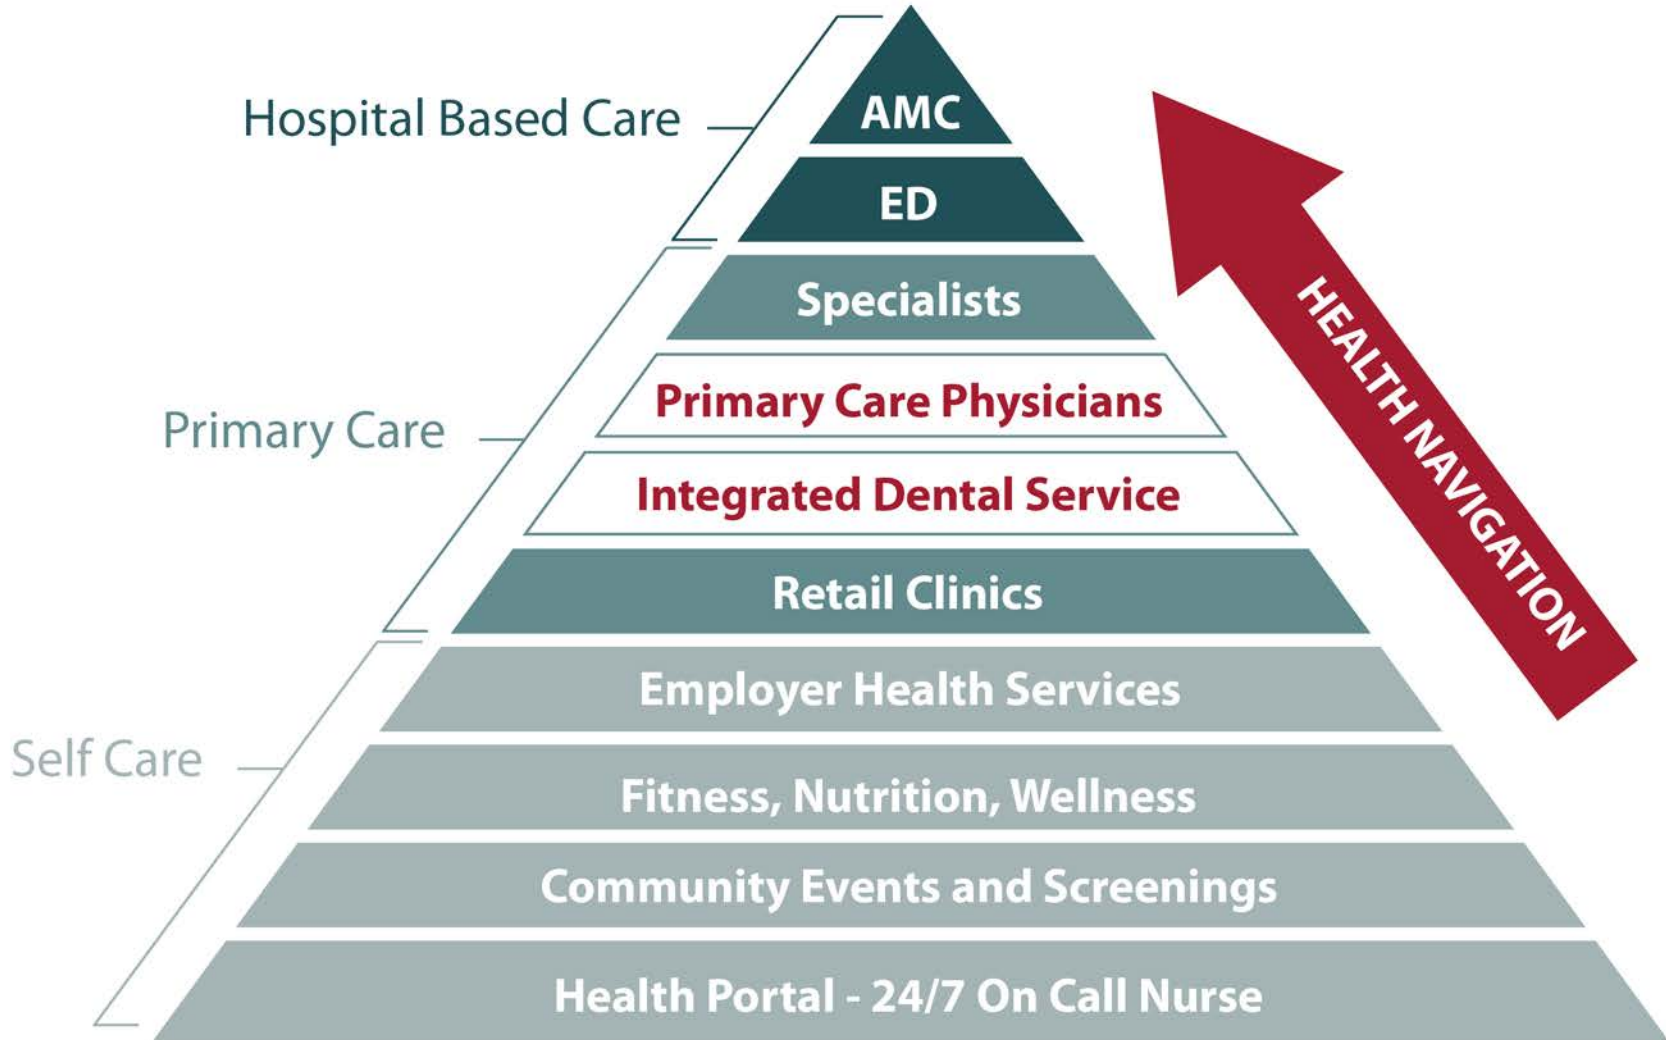 Hospital Based Care
AMC
ED
Primary Care
Specialists
Primary Care Physicians
Integrated Dental Service
Retail Clinics
Self Care
Employer Health Services
Fitness, Nutrition, Wellness
Community Events and Screenings
Health Portal - 24/7 On Call Nurse
HEALTH NAVIGATION